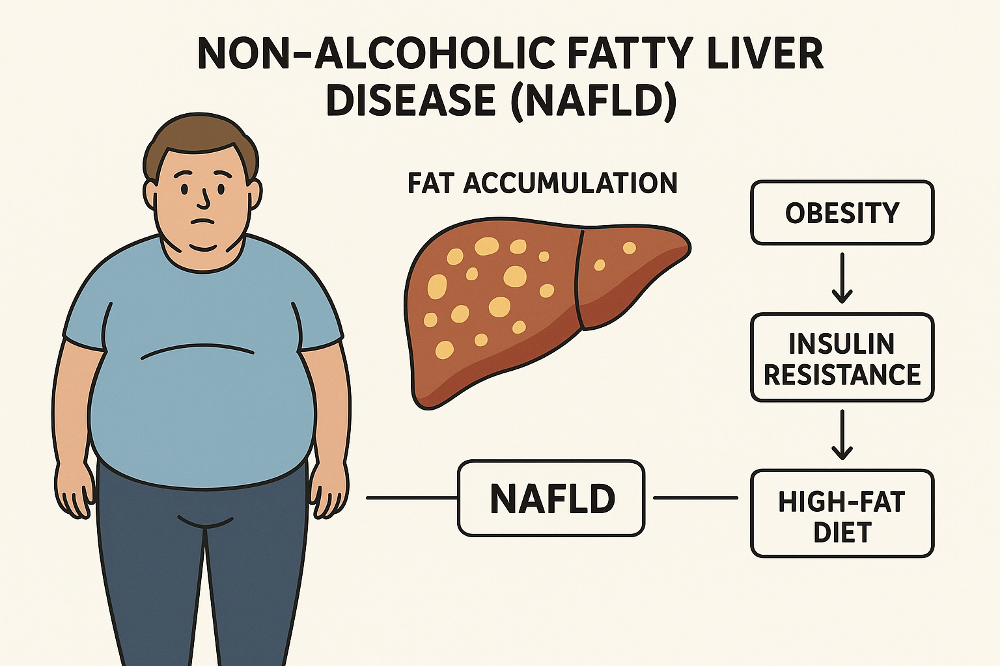 NON-ALCOHOLIC FATTY LIVER
DISEASE (NAFLD)
FAT ACCUMULATION
OBESITY
INSULIN
RESISTANCE
NAFLD
HIGH-FAT
DIET